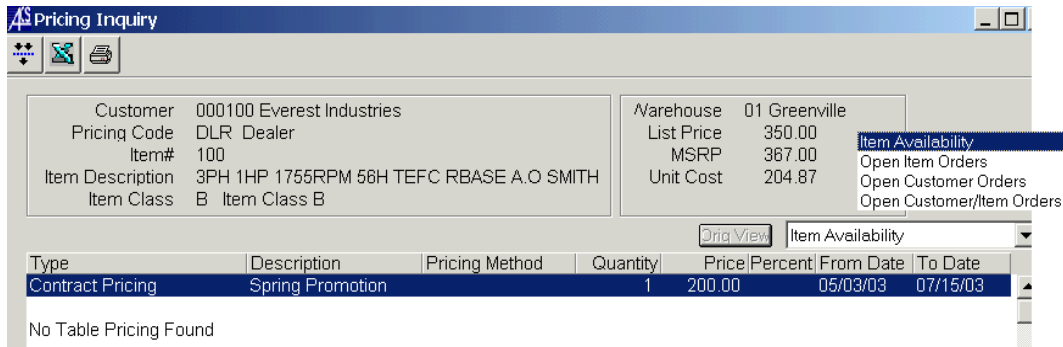 Pricing Inquiry
Customer 000100 Everest Industries
Pricing Code DLR Dealer
Item# 100
Item Description 3PH 1HP 1755RPM 56H TEFC RBASE A.O SMITH
Item Class B Item Class B
Warehouse 01 Greenville
List Price 350.00
MSRP 367.00
Unit Cost 204.87
Item Availability
Open Item Orders
Open Customer Orders
Open Customer/Item Orders
Orig View Item Availability
Type Description Pricing Method Quantity Price Percent From Date To Date
Contract Pricing Spring Promotion 1 200.00 05/03/03 07/15/03
No Table Pricing Found